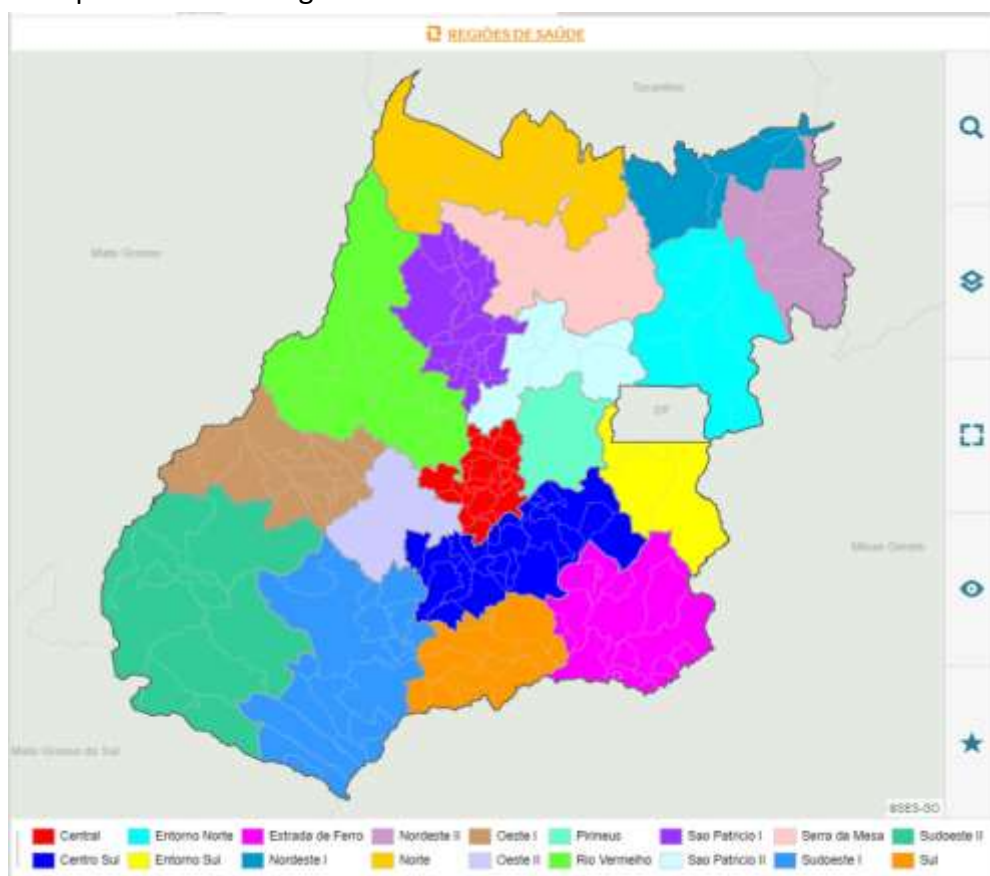 REGIÕES DE SAÚDE
Tocantins
Mato Grosso
DF
Minas Gerais
Mato Grosso do Sul
©SES-GO
Central
Entorno Norte
Estrada de Ferro
Nordeste II
Oeste I
Pirineus
Sao Patricio I
Serra da Mesa
Sudoeste II
Centro Sul
Entorno Sul
Nordeste I
Norte
Oeste II
Rio Vermelho
Sao Patricio II
Sudoeste I
Sul